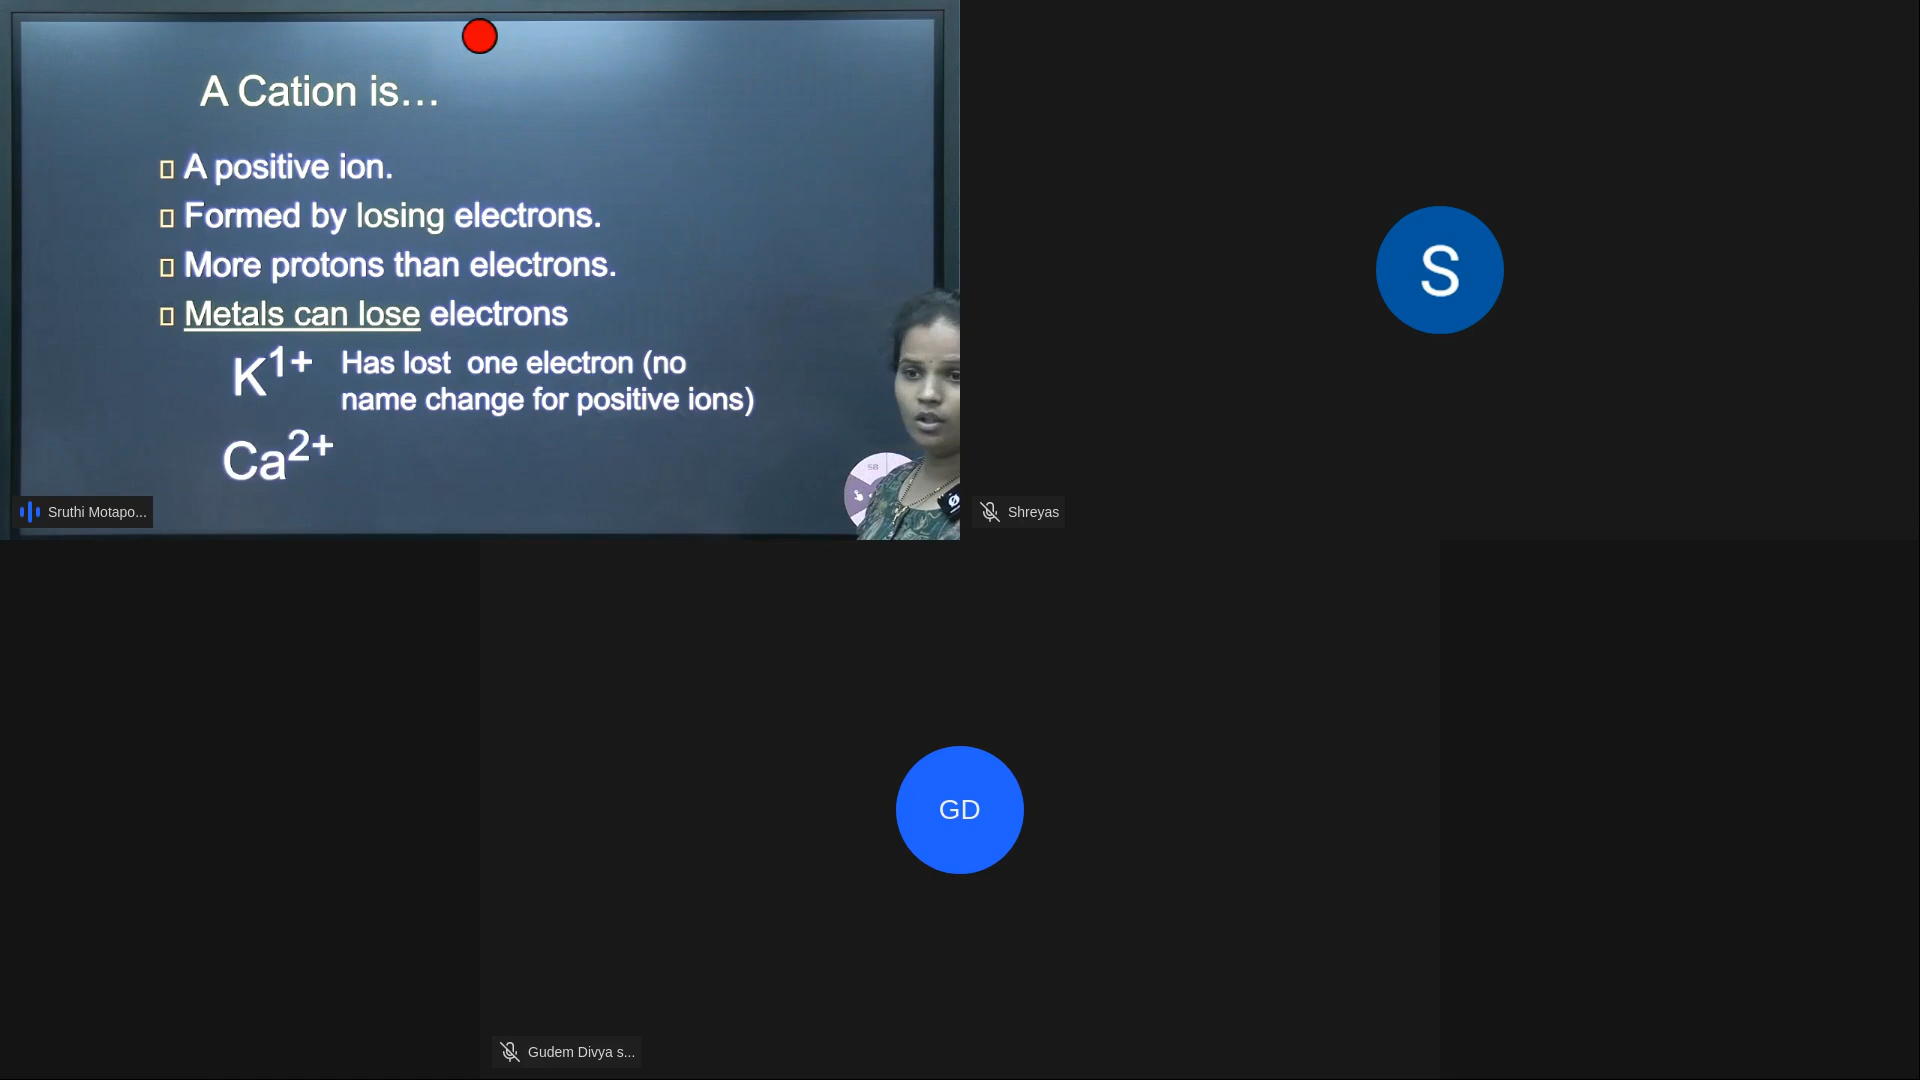 A Cation is…
▯ A positive ion.
▯ Formed by losing electrons.
▯ More protons than electrons.
▯ Metals can lose electrons
K1+ Has lost one electron (no
name change for positive ions)
Ca2+
SB
Sruthi Motapo...
S
Shreyas
GD
Gudem Divya s...